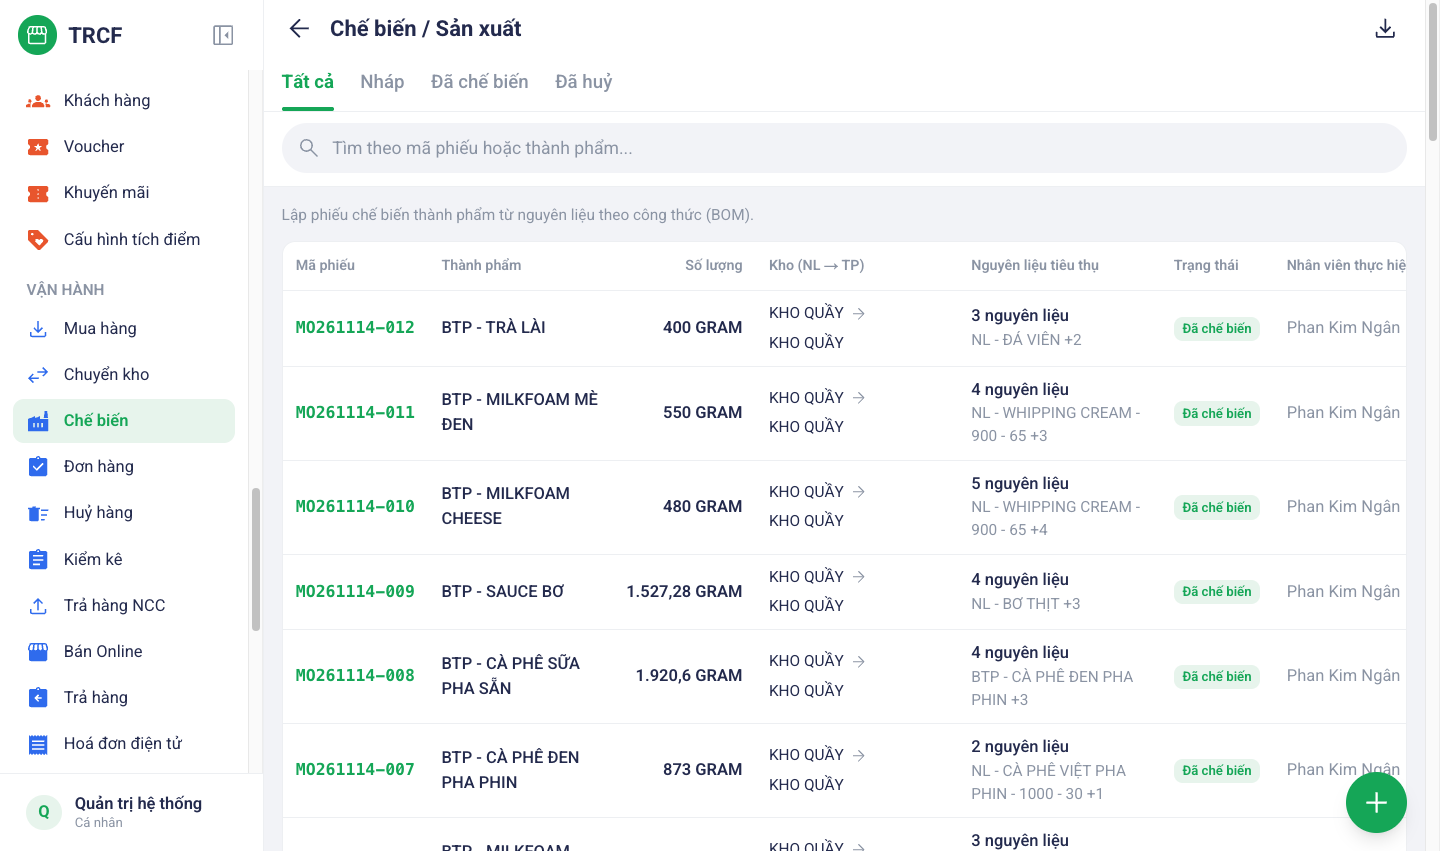 TRCF
Khách hàng
Voucher
Khuyến mãi
Cấu hình tích điểm
VẬN HÀNH
Mua hàng
Chuyển kho
Chế biến
Đơn hàng
Huỷ hàng
Kiểm kê
Trả hàng NCC
Bán Online
Trả hàng
Hoá đơn điện tử
Q
Quản trị hệ thống
Cá nhân
Chế biến / Sản xuất
Tất cả Nháp Đã chế biến Đã huỷ
Tìm theo mã phiếu hoặc thành phẩm...
Lập phiếu chế biến thành phẩm từ nguyên liệu theo công thức (BOM).
Mã phiếu Thành phẩm Số lượng Kho (NL → TP) Nguyên liệu tiêu thụ Trạng thái Nhân viên thực hiệ
MO261114-012 BTP - TRÀ LÀI 400 GRAM KHO QUẦY → KHO QUẦY 3 nguyên liệu
NL - ĐÁ VIÊN +2 Đã chế biến Phan Kim Ngân
MO261114-011 BTP - MILKFOAM MÈ ĐEN 550 GRAM KHO QUẦY → KHO QUẦY 4 nguyên liệu
NL - WHIPPING CREAM - 900 - 65 +3 Đã chế biến Phan Kim Ngân
MO261114-010 BTP - MILKFOAM CHEESE 480 GRAM KHO QUẦY → KHO QUẦY 5 nguyên liệu
NL - WHIPPING CREAM - 900 - 65 +4 Đã chế biến Phan Kim Ngân
MO261114-009 BTP - SAUCE BƠ 1.527,28 GRAM KHO QUẦY → KHO QUẦY 4 nguyên liệu
NL - BƠ THỊT +3 Đã chế biến Phan Kim Ngân
MO261114-008 BTP - CÀ PHÊ SỮA PHA SẴN 1.920,6 GRAM KHO QUẦY → KHO QUẦY 4 nguyên liệu
BTP - CÀ PHÊ ĐEN PHA PHIN +3 Đã chế biến Phan Kim Ngân
MO261114-007 BTP - CÀ PHÊ ĐEN PHA PHIN 873 GRAM KHO QUẦY → KHO QUẦY 2 nguyên liệu
NL - CÀ PHÊ VIỆT PHA PHIN - 1000 - 30 +1 Đã chế biến Phan Kim Ngân
BTP - MILKFOAM KHO QUẦY → 3 nguyên liệu